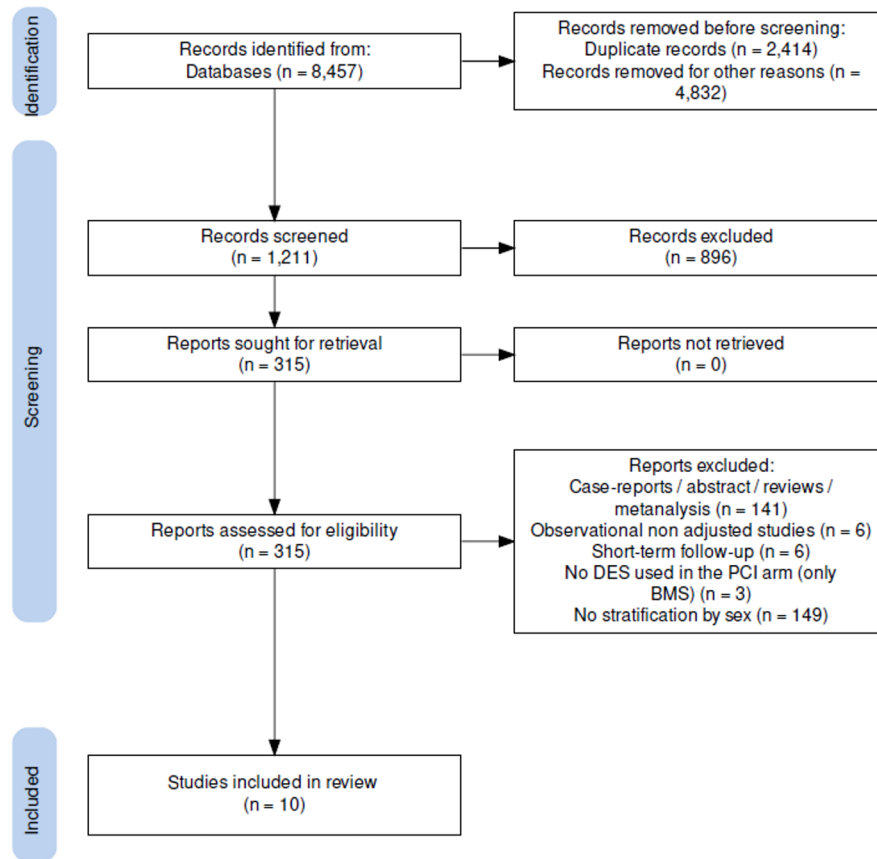 Identification
Records identified from:
Databases (n = 8,457)
Records removed before screening:
Duplicate records (n = 2,414)
Records removed for other reasons (n =
4,832)
Screening
Records screened
(n = 1,211)
Records excluded
(n = 896)
Reports sought for retrieval
(n = 315)
Reports not retrieved
(n = 0)
Reports assessed for eligibility
(n = 315)
Reports excluded:
Case-reports / abstract / reviews /
metanalysis (n = 141)
Observational non adjusted studies (n = 6)
Short-term follow-up (n = 6)
No DES used in the PCI arm (only
BMS) (n = 3)
No stratification by sex (n = 149)
Included
Studies included in review
(n = 10)